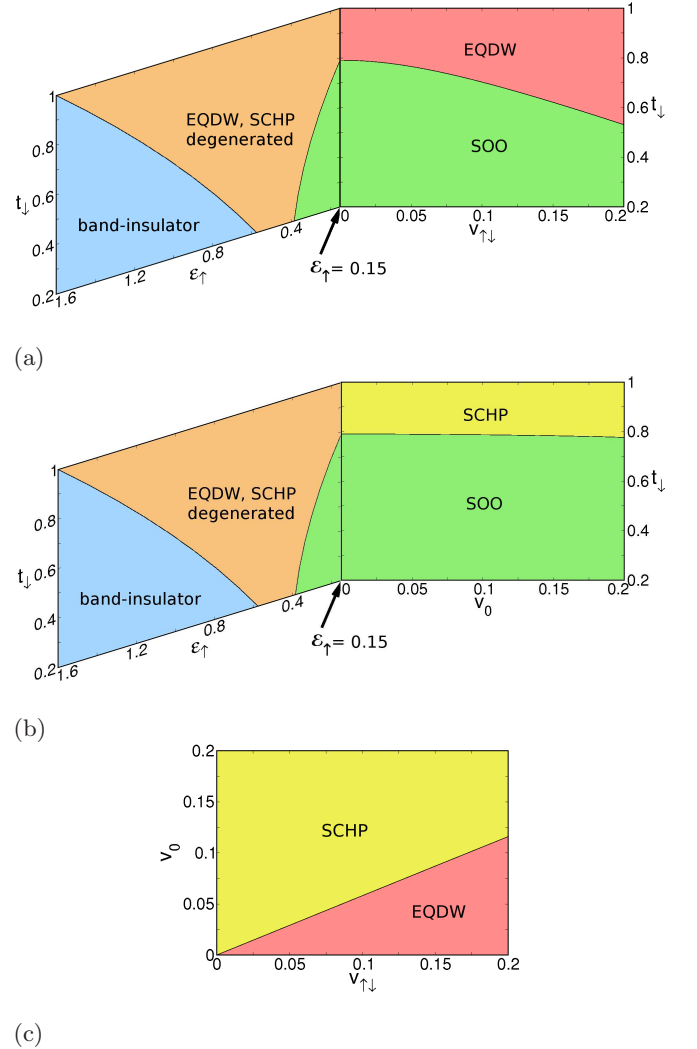 EQDW
SOO
EQDW, SCHP
degenerated
band-insulator
t↓
1
0.8
0.6
0.4
0.2
1.6
1.2
0.8
0.4
ε↑
0
0.05
0.1
0.15
0.2
v↑↓
1
0.8
0.6
0.4
0.2
t↓
ε↑= 0.15
(a)
SCHP
SOO
EQDW, SCHP
degenerated
band-insulator
t↓
1
0.8
0.6
0.4
0.2
1.6
1.2
0.8
0.4
ε↑
0
0.05
0.1
0.15
0.2
v₀
1
0.8
0.6
0.4
0.2
t↓
ε↑= 0.15
(b)
0.2
0.15
0.1
0.05
0
v₀
SCHP
EQDW
0
0.05
0.1
0.15
0.2
v↑↓
(c)